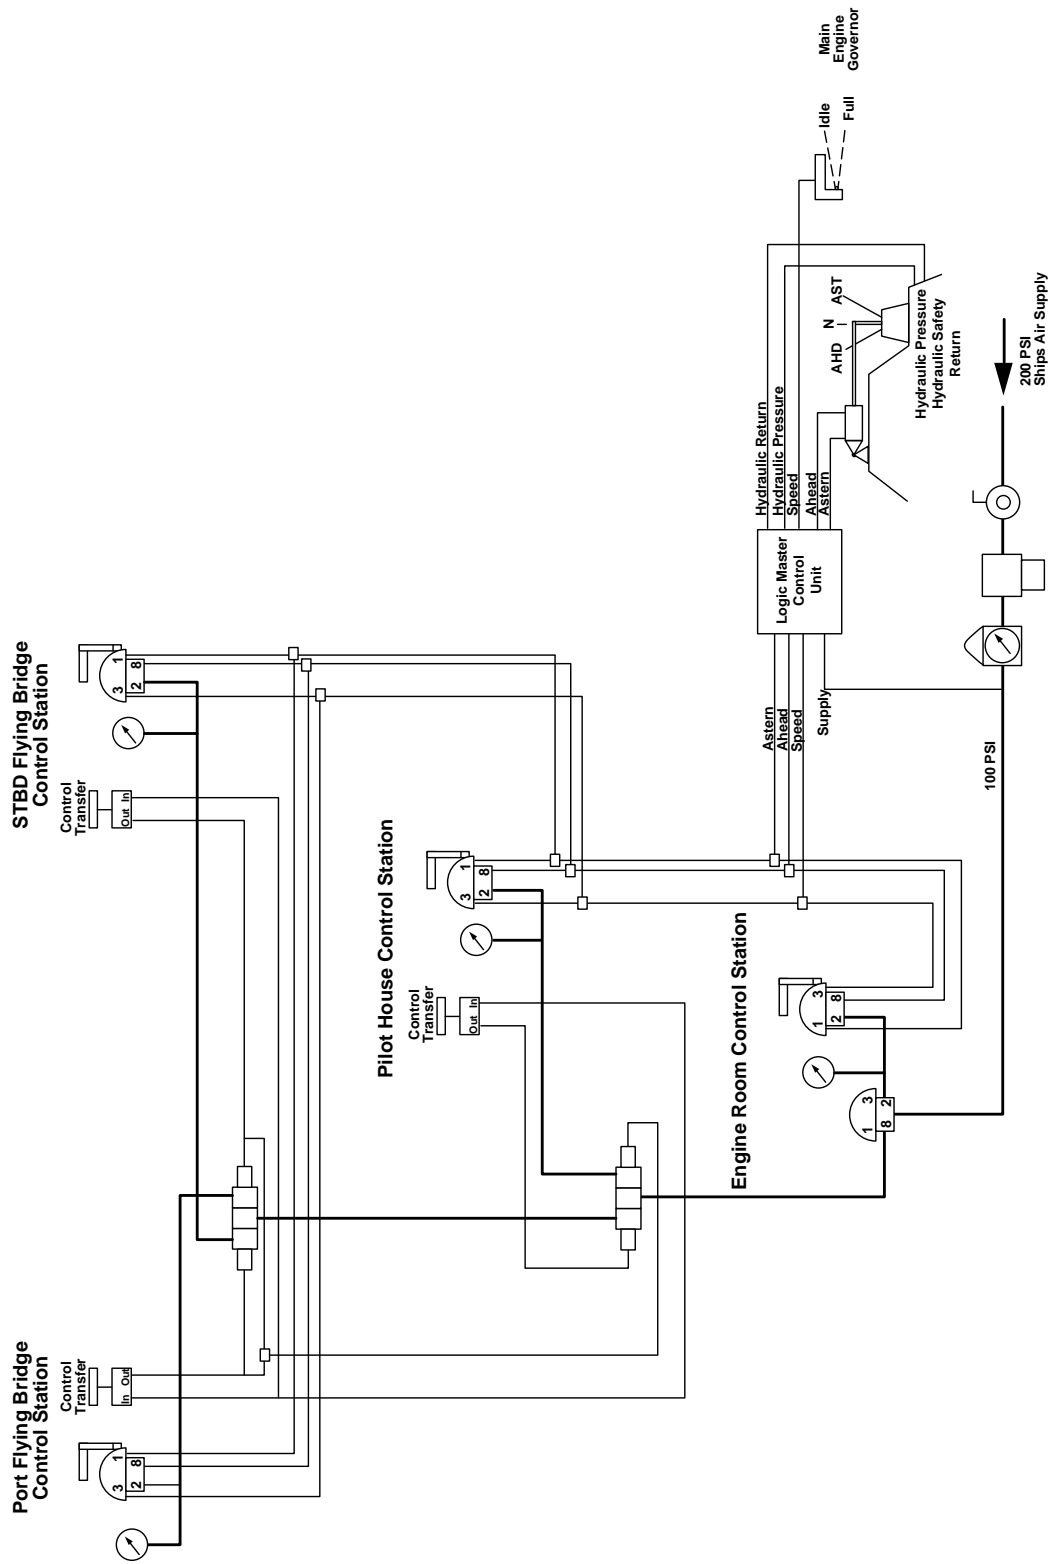 Port Flying Bridge
Control Station
STBD Flying Bridge
Control Station
Control
Transfer
In Out
3 1
2 8
Control
Transfer
Out In
3 1
2 8
Pilot House Control Station
Control
Transfer
Out In
3 1
2 8
Engine Room Control Station
1 3
8 2
1 3
2 8
Astern
Ahead
Speed
Supply
Logic Master
Control
Unit
Hydraulic Return
Hydraulic Pressure
Speed
Ahead
Astern
AHD
N
AST
Hydraulic Pressure
Hydraulic Safety
Return
Idle
Full
Main
Engine
Governor
100 PSI
200 PSI
Ships Air Supply